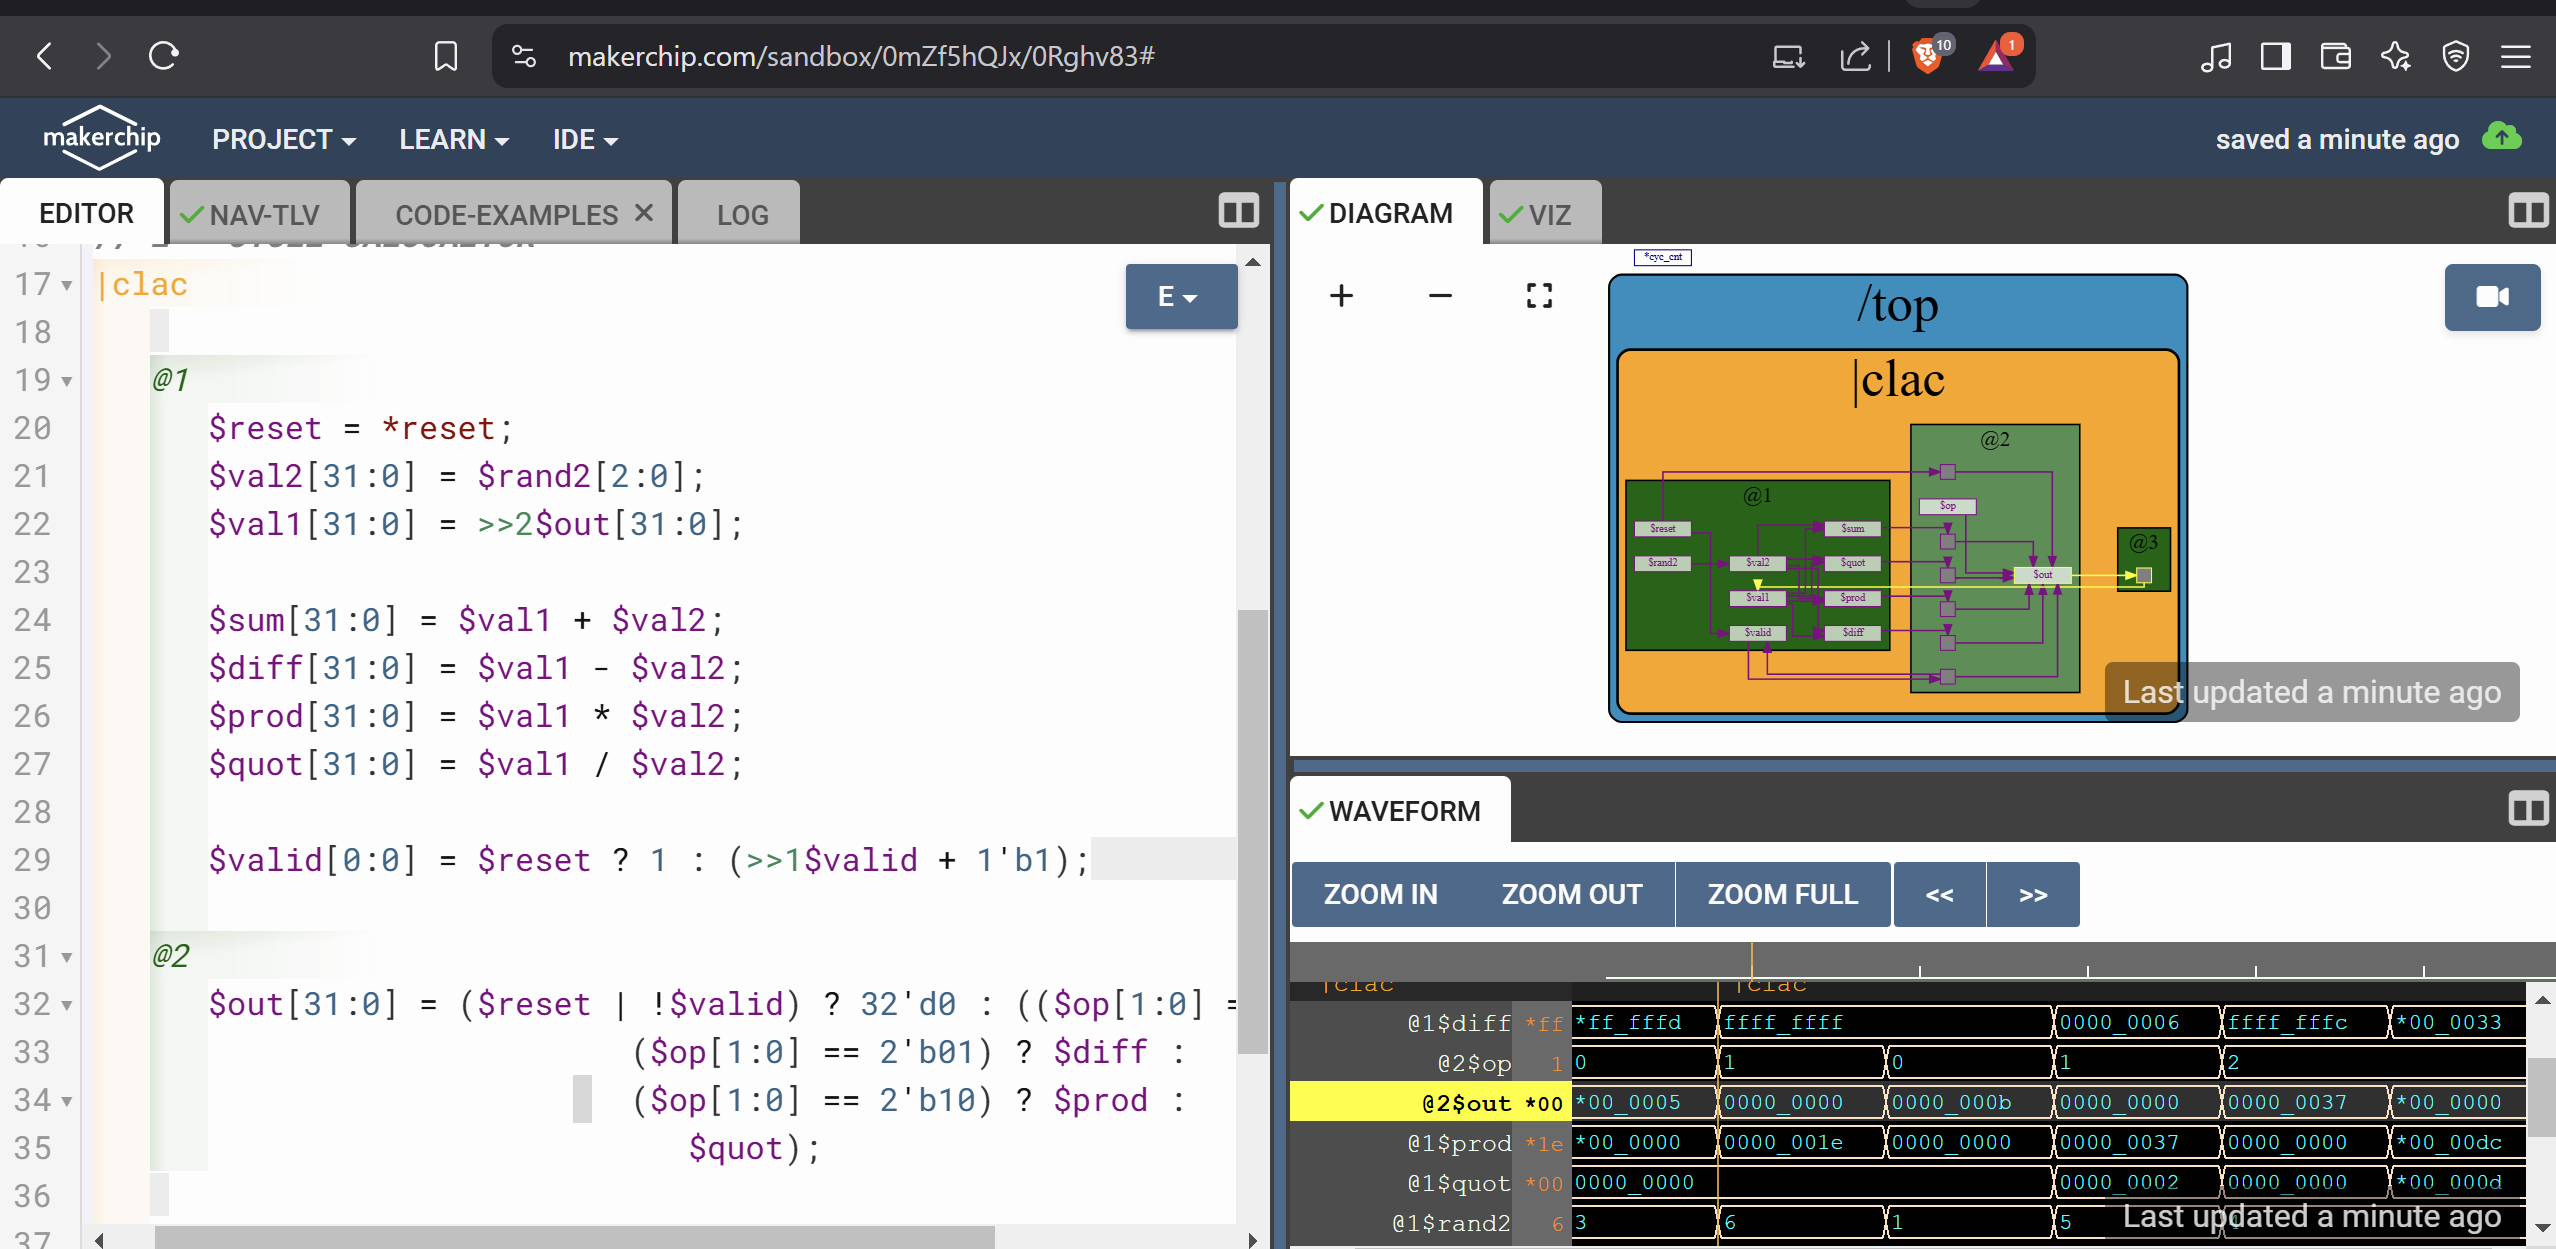 makerchip.com/sandbox/0mZf5hQJx/0Rghv83#
10
1
makerchip
PROJECT
LEARN
IDE
saved a minute ago
EDITOR
NAV-TLV
CODE-EXAMPLES
LOG
E
17 |clac
18
19 @1
20 $reset = *reset;
21 $val2[31:0] = $rand2[2:0];
22 $val1[31:0] = >>2$out[31:0];
23
24 $sum[31:0] = $val1 + $val2;
25 $diff[31:0] = $val1 - $val2;
26 $prod[31:0] = $val1 * $val2;
27 $quot[31:0] = $val1 / $val2;
28
29 $valid[0:0] = $reset ? 1 : (>>1$valid + 1'b1);
30
31 @2
32 $out[31:0] = ($reset | !$valid) ? 32'd0 : (($op[1:0] =
33 ($op[1:0] == 2'b01) ? $diff :
34 ($op[1:0] == 2'b10) ? $prod :
35 $quot);
36
37
DIAGRAM
VIZ
*cyc_cnt
/top
|clac
@2
@1
@3
$op
$reset
$rand2
$val2
$val1
$valid
$sum
$quot
$prod
$diff
$out
Last updated a minute ago
WAVEFORM
ZOOM IN
ZOOM OUT
ZOOM FULL
<<
>>
|clac |clac
@1$diff *ff *ff_fffd ffff_ffff 0000_0006 ffff_fffc *00_0033
@2$op 1 0 1 0 1 2
@2$out *00 *00_0005 0000_0000 0000_000b 0000_0000 0000_0037 *00_0000
@1$prod *1e *00_0000 0000_001e 0000_0000 0000_0037 0000_0000 *00_00dc
@1$quot *00 0000_0000 0000_0002 0000_0000 *00_000d
@1$rand2 6 3 6 1 5
Last updated a minute ago